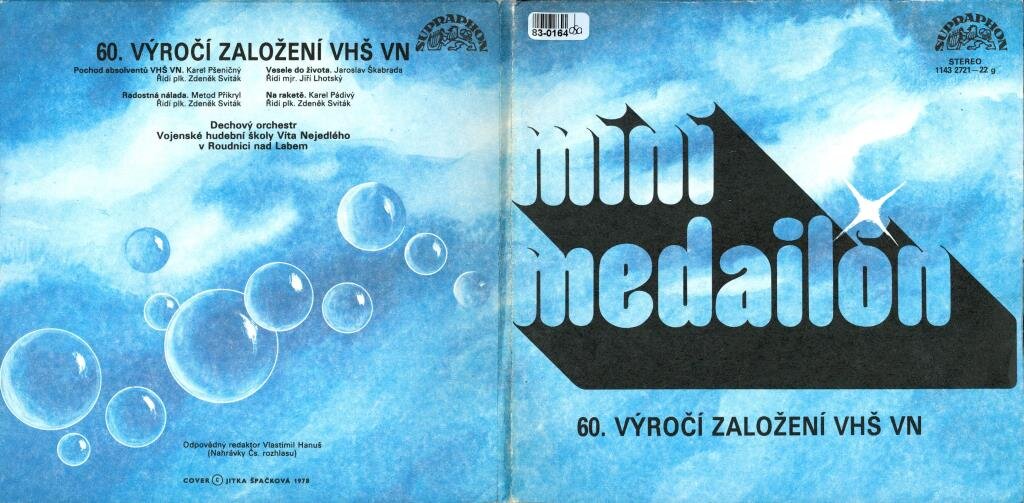 60. VÝROČÍ ZALOŽENÍ VHŠ VN
SUPRAPHON
Pochod absolventů VHŠ VN. Karel Pšeničný
Řídí plk. Zdeněk Sviták
Vesele do života. Jaroslav Škabrada
Řídí mjr. Jiří Lhotský
Radostná nálada. Metod Přikryl
Řídí plk. Zdeněk Sviták
Na raketě. Karel Pádivý
Řídí plk. Zdeněk Sviták
Dechový orchestr
Vojenské hudební školy Víta Nejedlého
v Roudnici nad Labem
Odpovědný redaktor Vlastimil Hanuš
(Nahrávky Čs. rozhlasu)
COVER © JITKA ŠPAČKOVÁ 1978
83-0164
SUPRAPHON
STEREO
1143 2721—22 g
mini
medailón
60. VÝROČÍ ZALOŽENÍ VHŠ VN